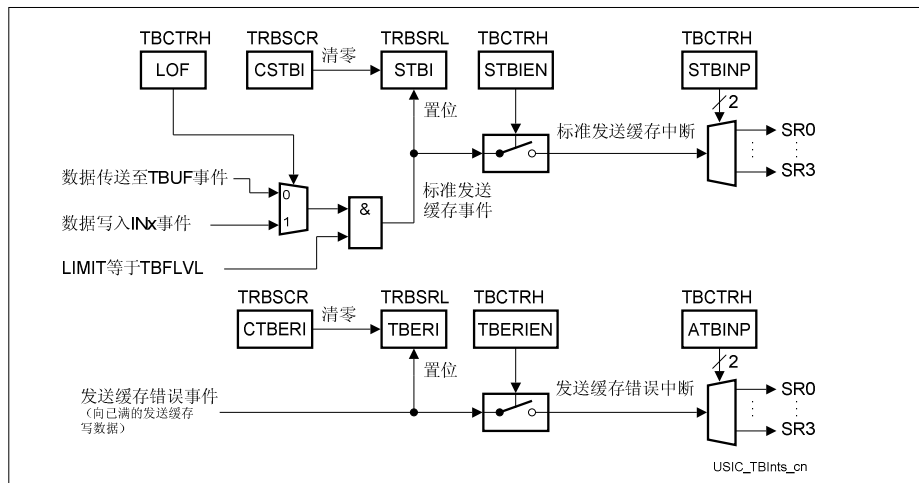 TBCTRH TRBSCR TRBSRL TBCTRH TBCTRH
LOF CSTBI 清零 STBI STBIEN STBINP
置位 2
标准发送缓存中断 SR0
SR3
数据传送至TBUF事件 0
标准发送
缓存事件
数据写入INx事件 1 &
LIMIT等于TBFLVL
TRBSCR TRBSRL TBCTRH TBCTRH
CTBERI 清零 TBERI TBERIEN ATBINP
置位 2
发送缓存错误事件 发送缓存错误中断 SR0
(向已满的发送缓存
写数据)
SR3
USIC_TBInts_cn